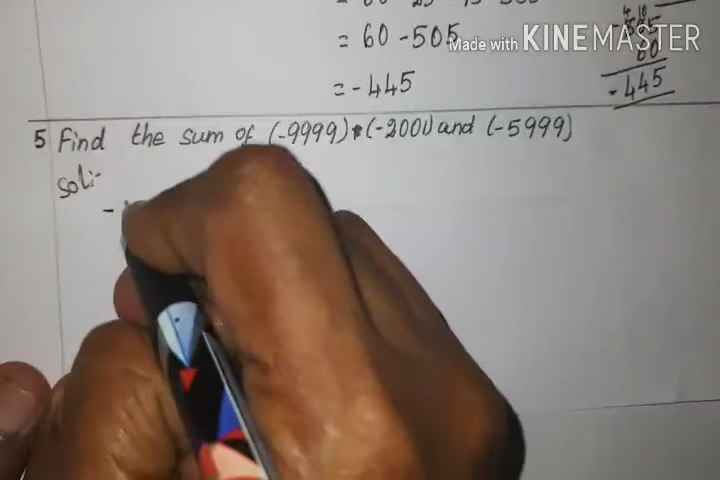 = 60 - 505
= - 445
Made with KINEMASTER
60
- 445
5 Find the sum of (-9999), (-2001) and (-5999)
Sol:-
-